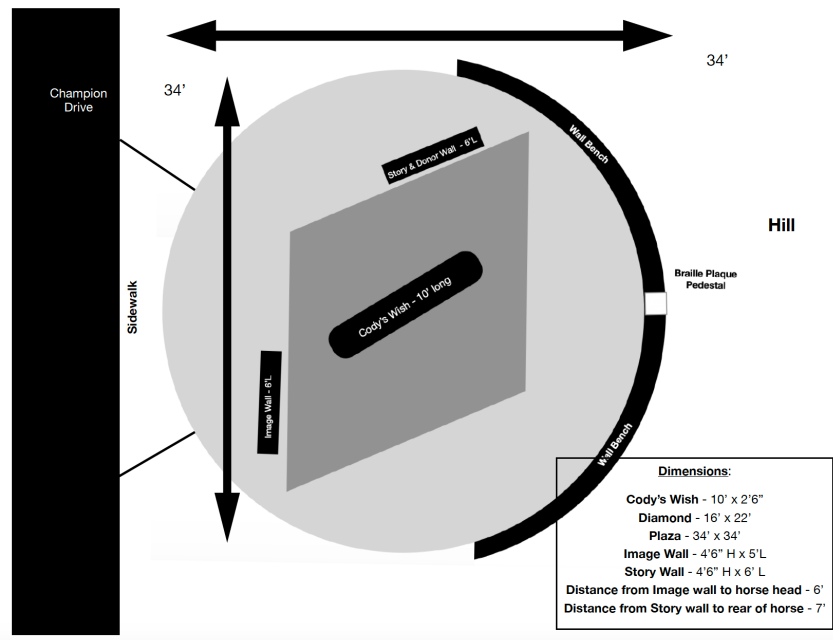 34’
34’
Champion
Drive
Story & Donor Wall - 6’L
Wall Bench
Hill
Braille Plaque
Pedestal
Sidewalk
Cody's Wish - 10' long
Image Wall - 6’L
Wall Bench
Dimensions:
Cody’s Wish - 10’ x 2’6”
Diamond - 16’ x 22’
Plaza - 34’ x 34’
Image Wall - 4’6” H x 5’L
Story Wall - 4’6” H x 6’ L
Distance from Image wall to horse head - 6’
Distance from Story wall to rear of horse - 7’